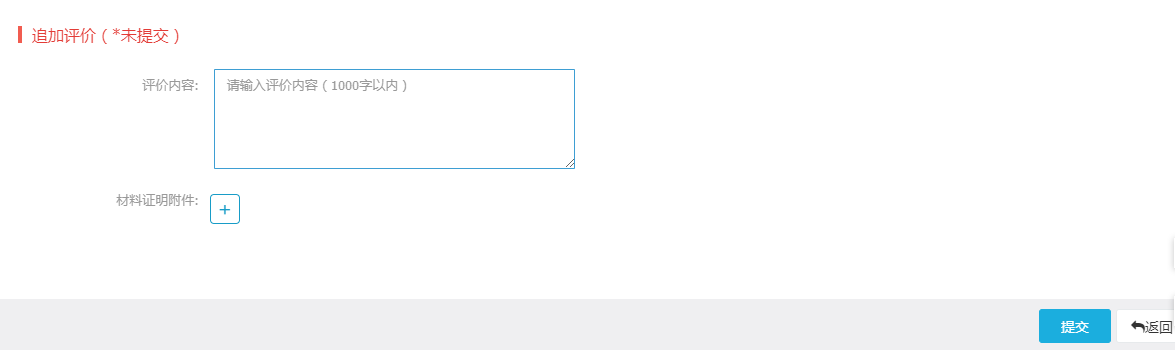 追加评价（*未提交）
评价内容:
请输入评价内容（1000字以内）
材料证明附件:
+
提交
返回